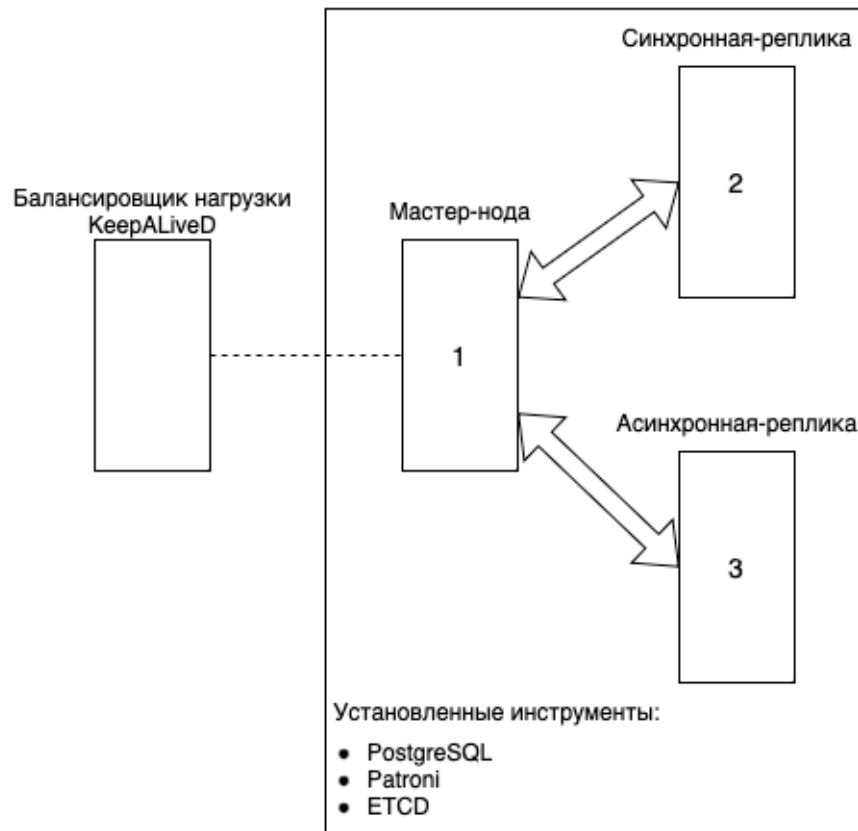 Синхронная-реплика
2
Балансировщик нагрузки
KeepALiveD
Мастер-нода
1
Асинхронная-реплика
3
Установленные инструменты:
● PostgreSQL
● Patroni
● ETCD